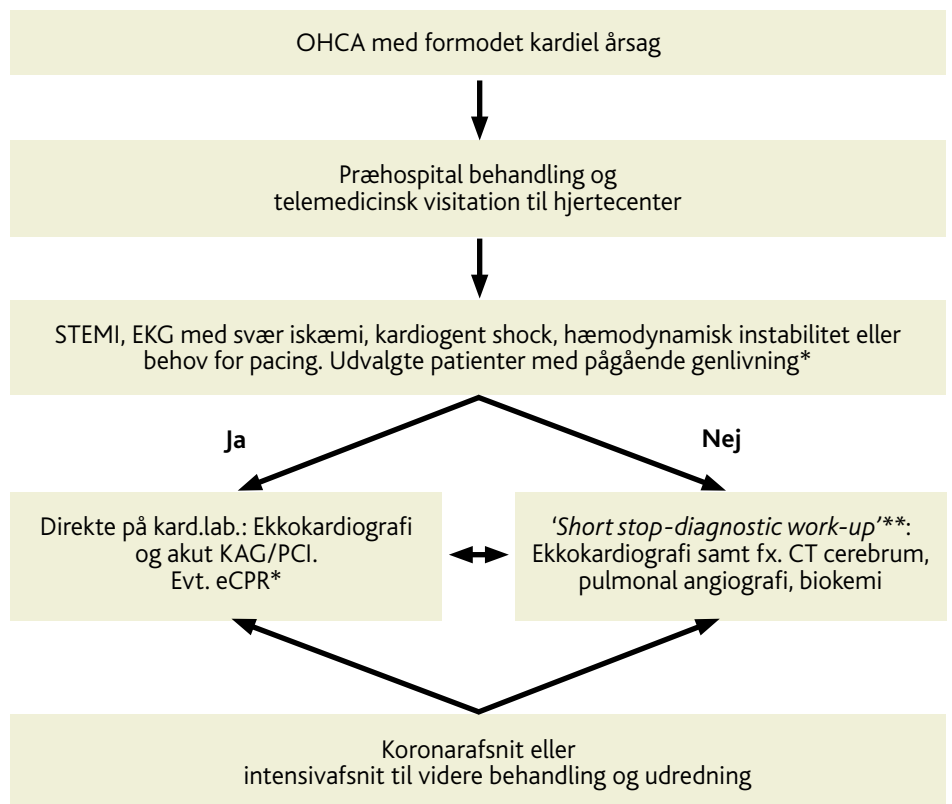 OHCA med formodet kardiel årsag
Præhospital behandling og
telemedicinsk visitation til hjertecenter
STEMI, EKG med svær iskæmi, kardiogent shock, hæmodynamisk instabilitet eller
behov for pacing. Udvalgte patienter med pågående genlivning*
Ja
Nej
Direkte på kard.lab.: Ekkokardiografi
og akut KAG/PCI.
Evt. eCPR*
'Short stop-diagnostic work-up'**:
Ekkokardiografi samt fx. CT cerebrum,
pulmonal angiografi, biokemi
Koronarafsnit eller
intensivafsnit til videre behandling og udredning